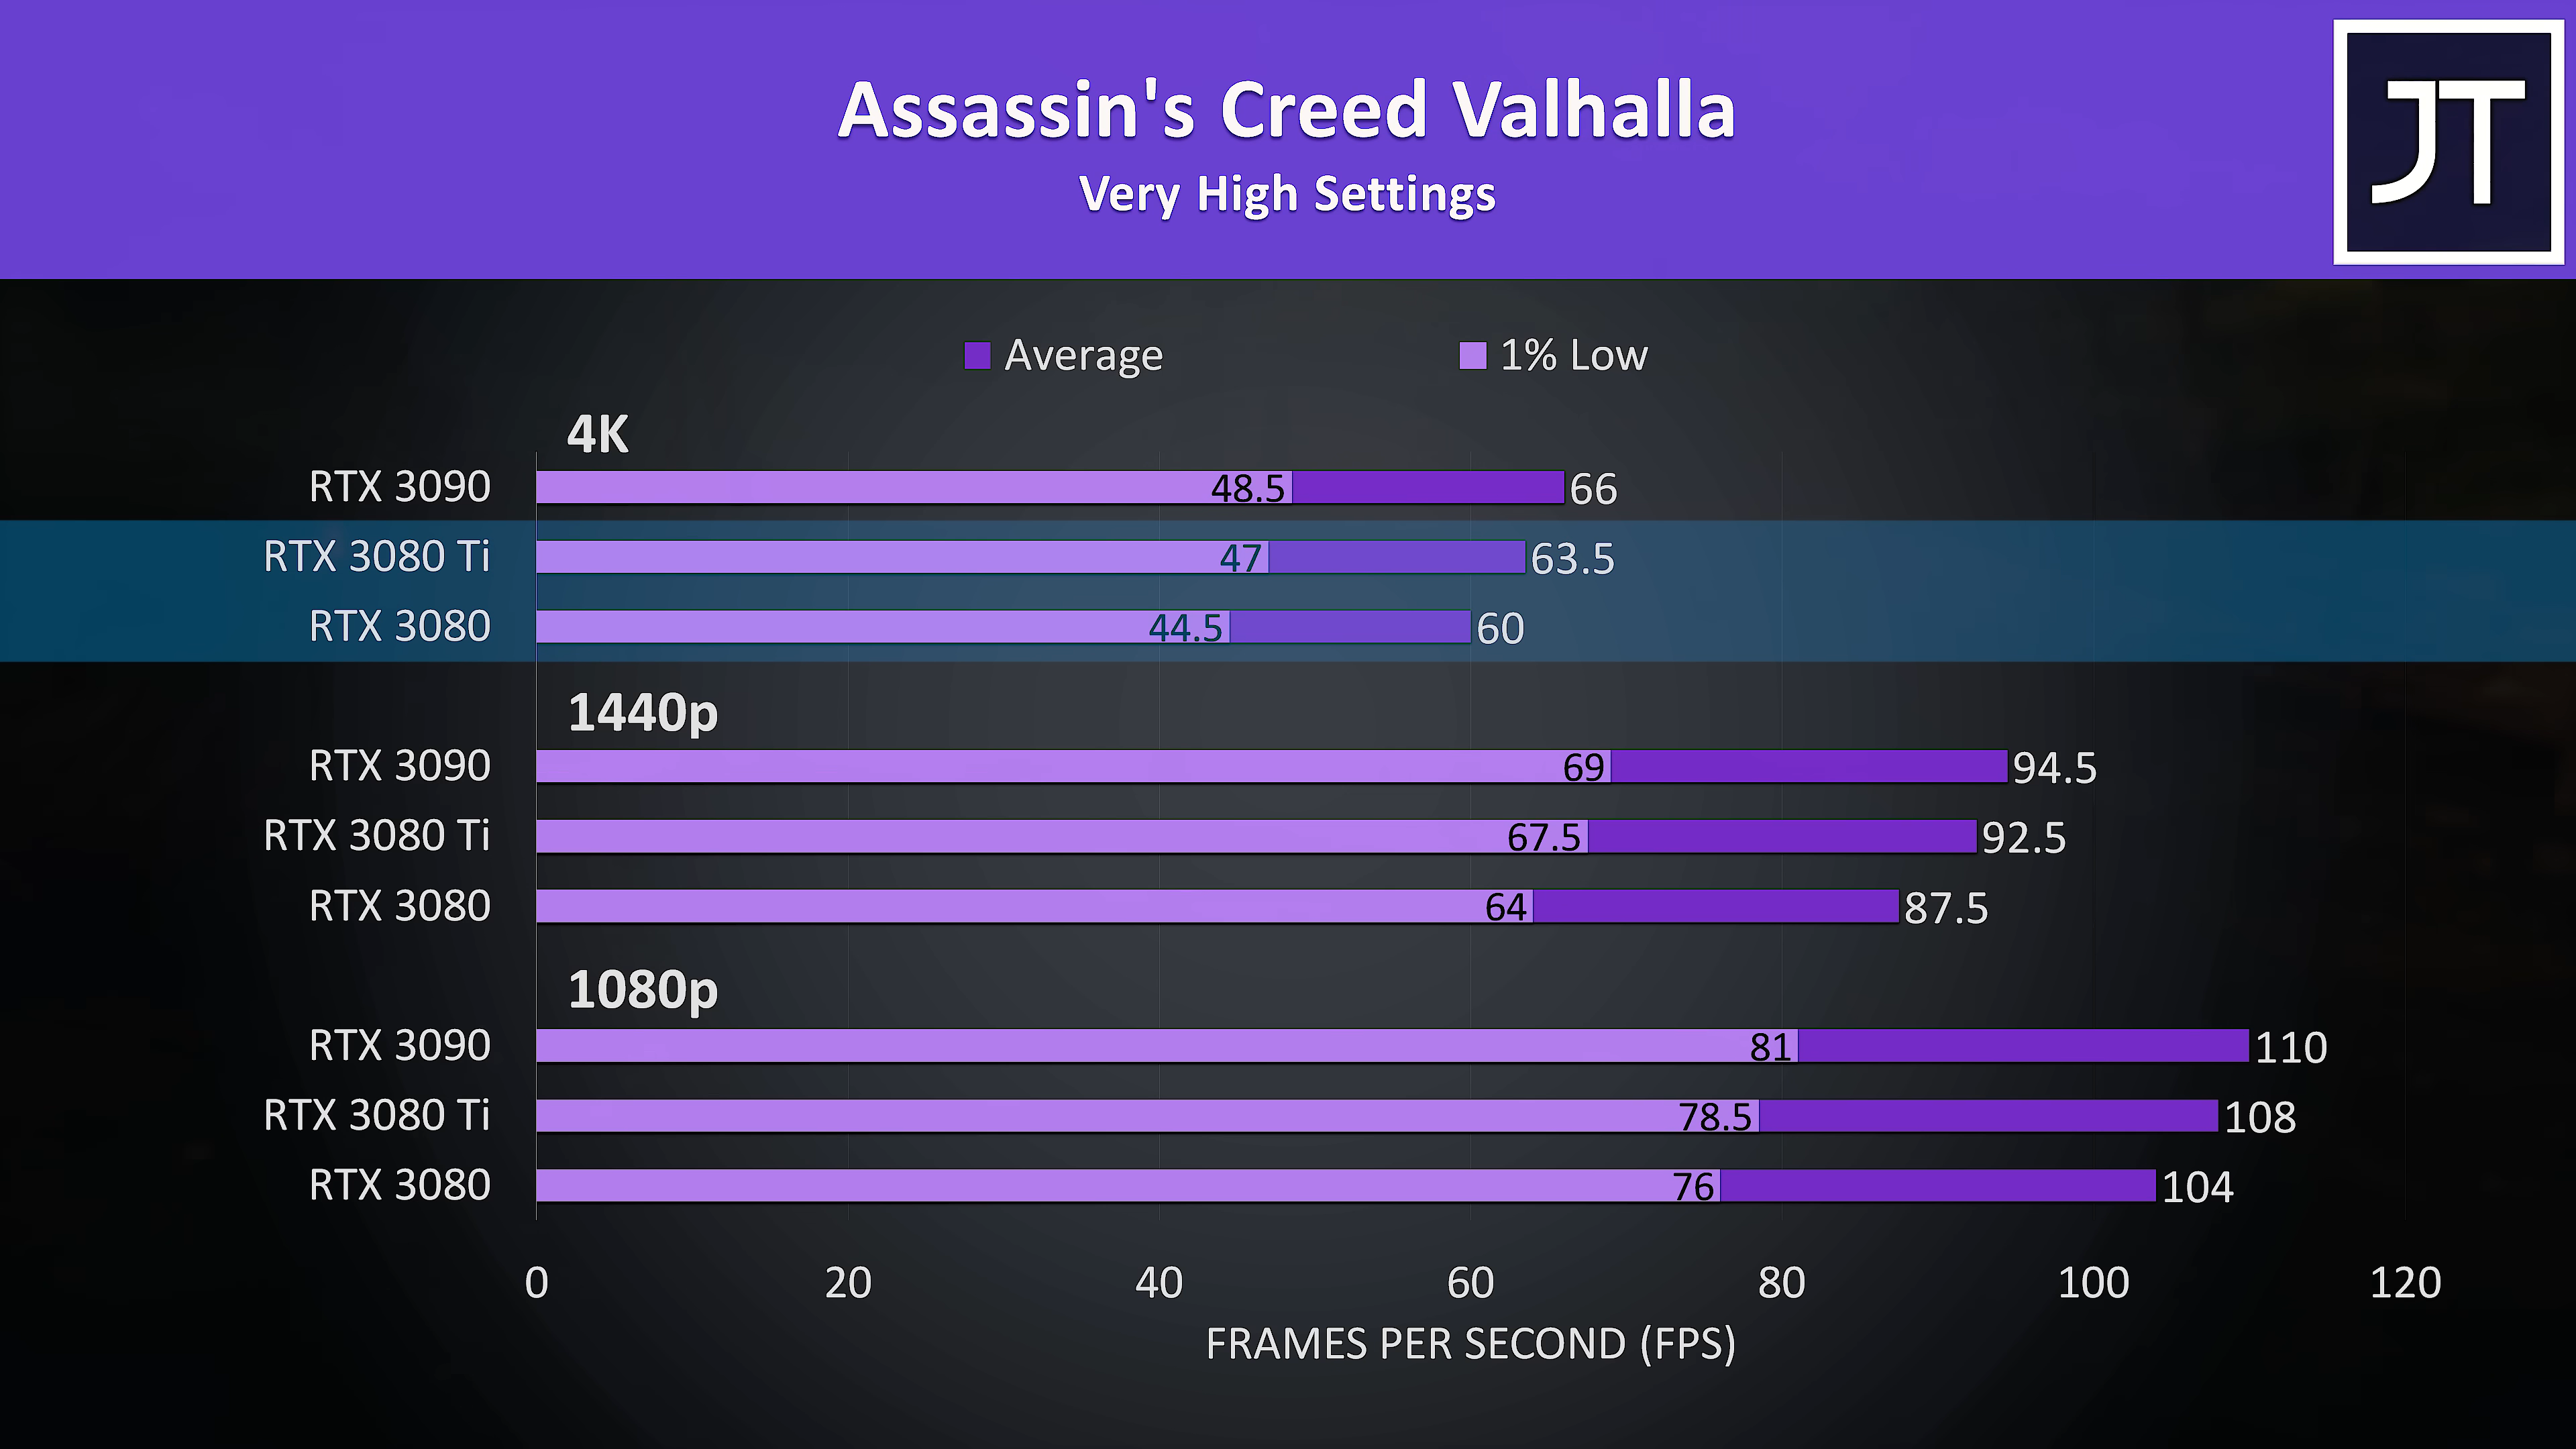 Assassin's Creed Valhalla
Very High Settings
JT
Average 1% Low
4K
RTX 3090 48.5 66
RTX 3080 Ti 47 63.5
RTX 3080 44.5 60
1440p
RTX 3090 69 94.5
RTX 3080 Ti 67.5 92.5
RTX 3080 64 87.5
1080p
RTX 3090 81 110
RTX 3080 Ti 78.5 108
RTX 3080 76 104
0 20 40 60 80 100 120
FRAMES PER SECOND (FPS)